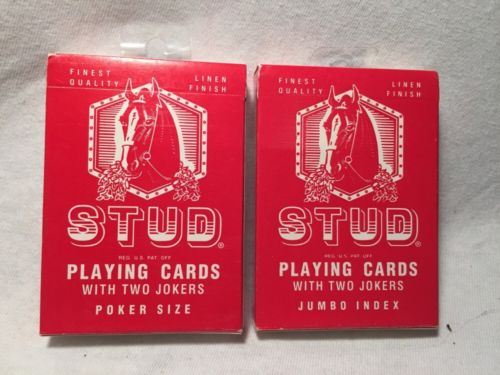 FINEST
QUALITY
LINEN
FINISH
STUD®
REG. U.S. PAT. OFF.
PLAYING CARDS
WITH TWO JOKERS
POKER SIZE
FINEST
QUALITY
LINEN
FINISH
STUD®
REG. U.S. PAT. OFF.
PLAYING CARDS
WITH TWO JOKERS
JUMBO INDEX